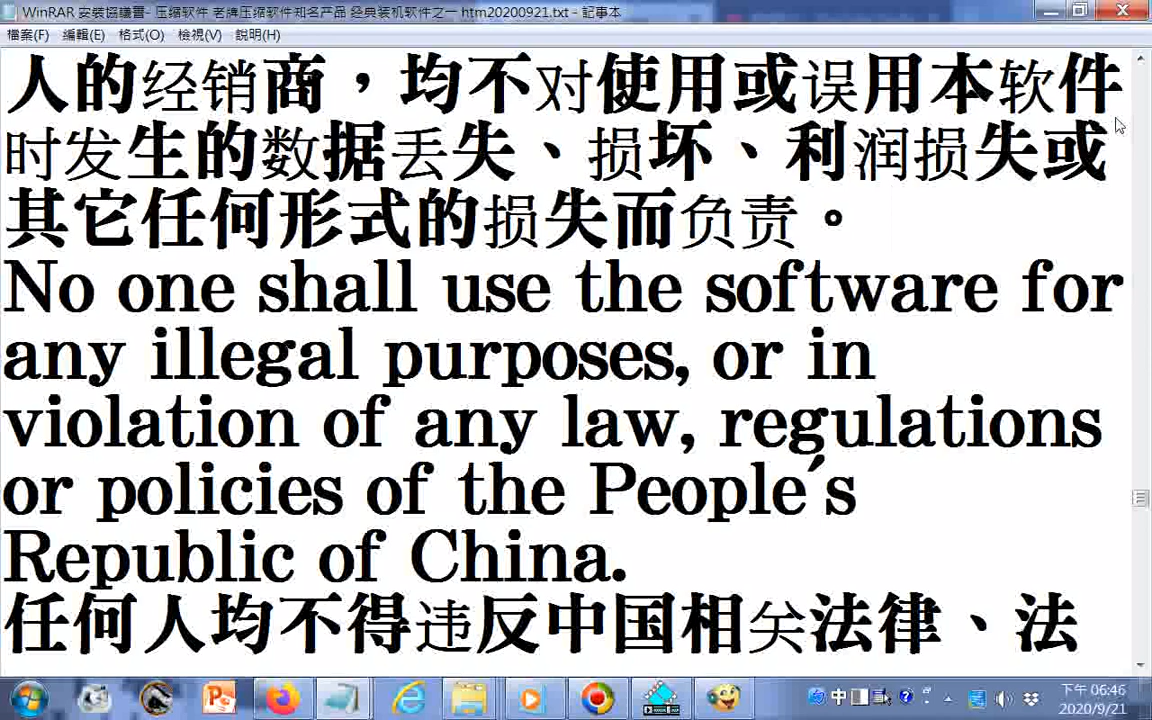 WinRAR 安裝協議書- 压缩软件 老牌压缩软件知名产品 经典装机软件之一 htm20200921.txt - 記事本
檔案(F) 編輯(E) 格式(O) 檢視(V) 說明(H)
人的经销商，均不对使用或误用本软件
时发生的数据丢失、损坏、利润损失或
其它任何形式的损失而负责。
No one shall use the software for
any illegal purposes, or in
violation of any law, regulations
or policies of the People's
Republic of China.
任何人均不得违反中国相关法律、法
中
下午 06:46
2020/9/21